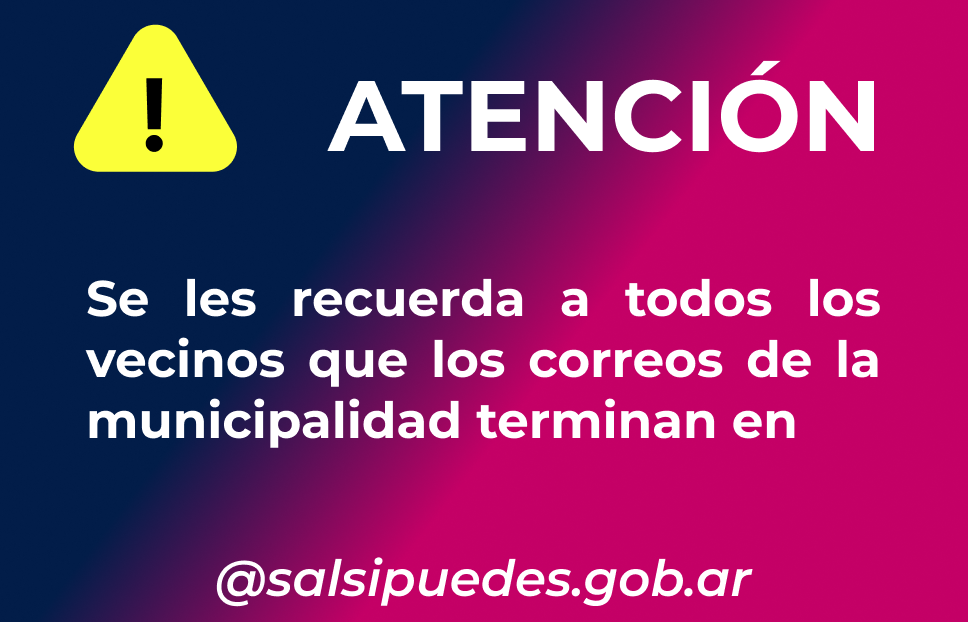 !
ATENCIÓN
Se les recuerda a todos los
vecinos que los correos de la
municipalidad terminan en
@salsipuedes.gob.ar